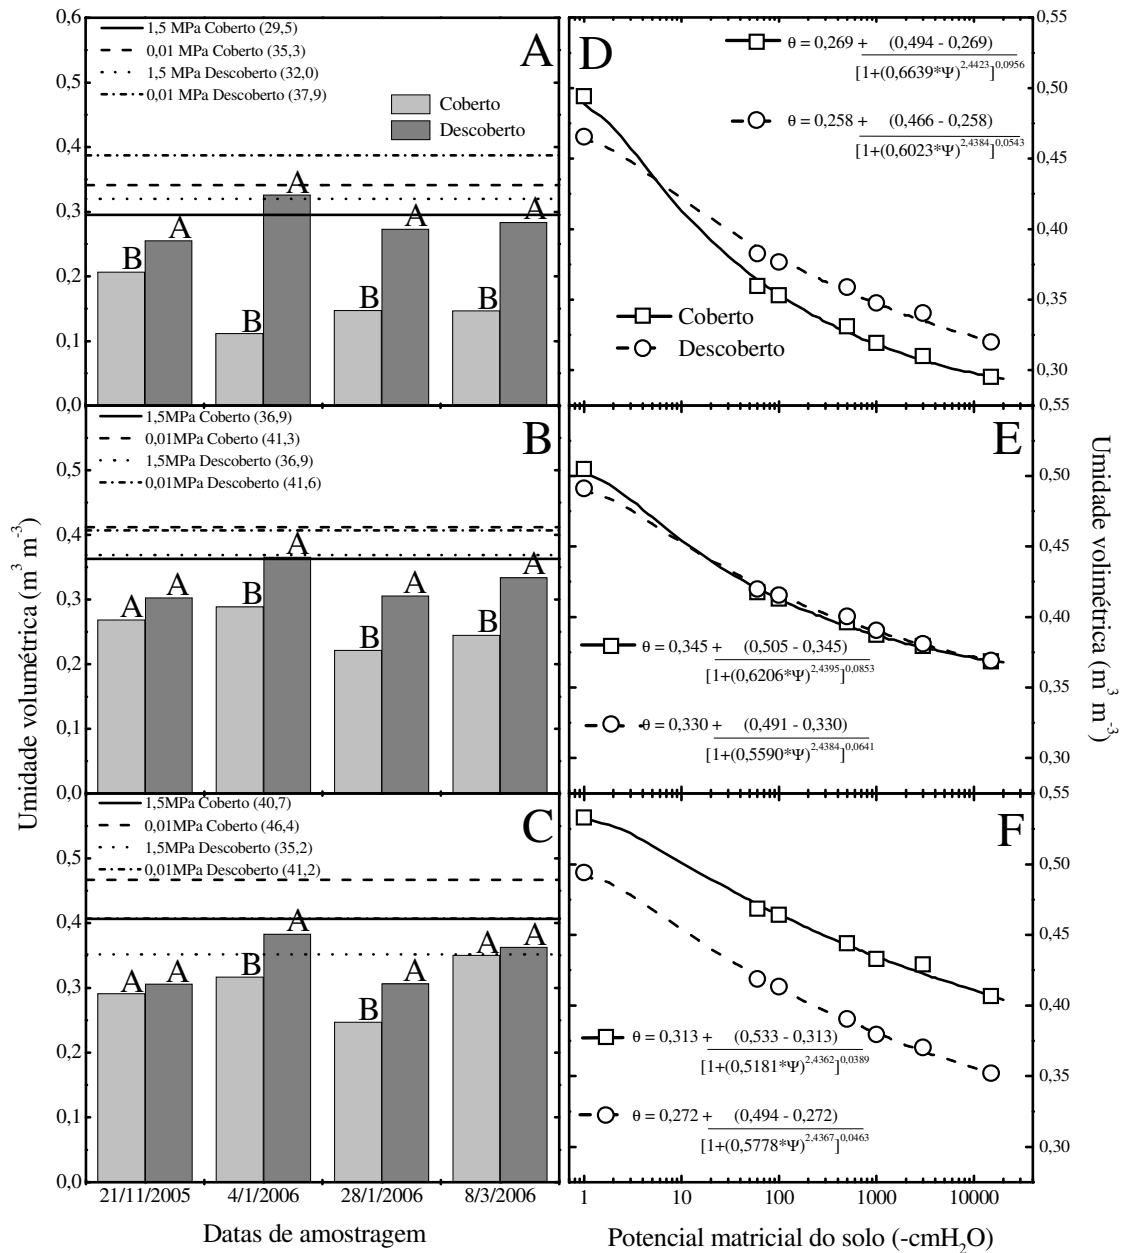 0,6
0,5
0,4
0,3
0,2
0,1
0,0
1,5 MPa Coberto (29,5)
0,01 MPa Coberto (35,3)
1,5 MPa Descoberto (32,0)
0,01 MPa Descoberto (37,9)
A
Coberto
Descoberto
B A
B A
B A
B A
D
θ = 0,269 + (0,494 - 0,269)
[1+(0,6639*Ψ)^2,4423]^0,0956
θ = 0,258 + (0,466 - 0,258)
[1+(0,6023*Ψ)^2,4384]^0,0543
Coberto
Descoberto
0,55
0,50
0,45
0,40
0,35
0,30
0,55
0,5
0,4
0,3
0,2
0,1
0,0
1,5MPa Coberto (36,9)
0,01MPa Coberto (41,3)
1,5MPa Descoberto (36,9)
0,01MPa Descoberto (41,6)
B
A A
B A
B A
B A
E
θ = 0,345 + (0,505 - 0,345)
[1+(0,6206*Ψ)^2,4395]^0,0853
θ = 0,330 + (0,491 - 0,330)
[1+(0,5590*Ψ)^2,4384]^0,0641
0,50
0,45
0,40
0,35
0,30
0,55
Umidade volumétrica (m³ m⁻³)
Umidade volimétrica (m³ m⁻³)
0,5
0,4
0,3
0,2
0,1
0,0
1,5MPa Coberto (40,7)
0,01MPa Coberto (46,4)
1,5MPa Descoberto (35,2)
0,01MPa Descoberto (41,2)
C
A A
B A
B A
A A
F
θ = 0,313 + (0,533 - 0,313)
[1+(0,5181*Ψ)^2,4362]^0,0389
θ = 0,272 + (0,494 - 0,272)
[1+(0,5778*Ψ)^2,4367]^0,0463
0,50
0,45
0,40
0,35
0,30
21/11/2005 4/1/2006 28/1/2006 8/3/2006
Datas de amostragem
1 10 100 1000 10000
Potencial matricial do solo (-cmH₂O)